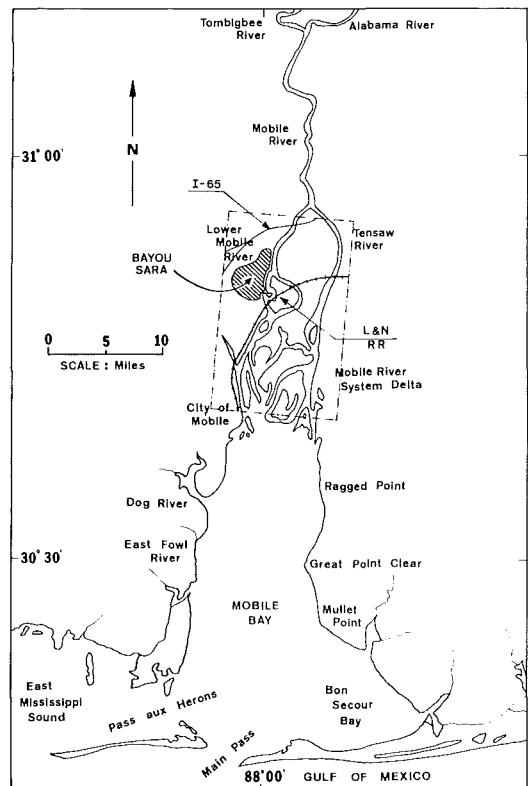 Tombigbee
River
Alabama River
Mobile
River
31° 00'
N
I-65
Lower
Mobile
River
Tensaw
River
BAYOU
SARA
L&N
RR
0 5 10
SCALE : Miles
Mobile River
System Delta
City of
Mobile
Ragged Point
Dog River
30° 30'
East Fowl
River
Great Point Clear
MOBILE
BAY
Mullet
Point
East
Mississippi
Sound
Pass aux Herons
Bon
Secour
Bay
Main Pass
88°00'
GULF OF MEXICO